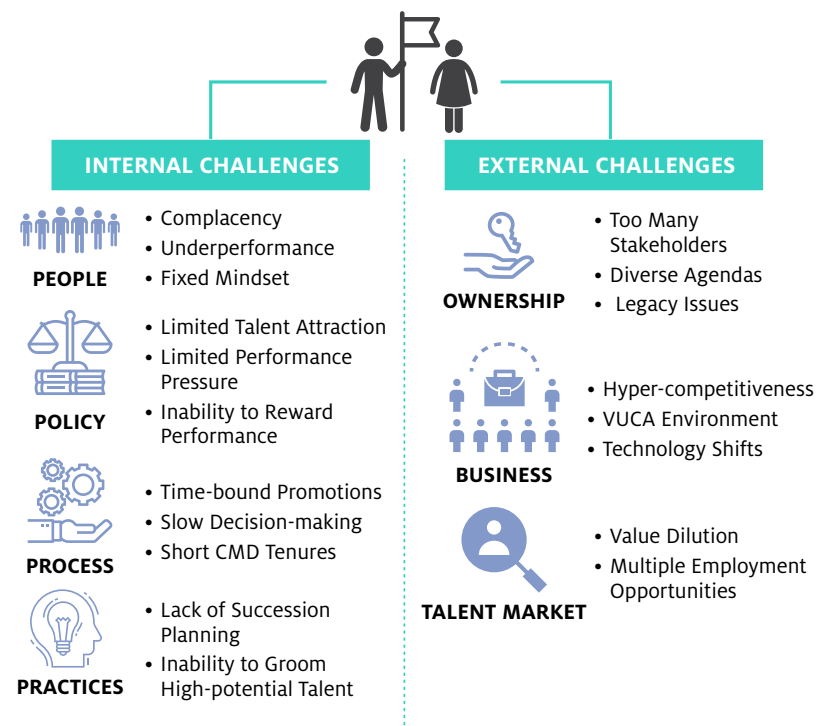 INTERNAL CHALLENGES
PEOPLE
• Complacency
• Underperformance
• Fixed Mindset
POLICY
• Limited Talent Attraction
• Limited Performance
Pressure
• Inability to Reward
Performance
PROCESS
• Time-bound Promotions
• Slow Decision-making
• Short CMD Tenures
PRACTICES
• Lack of Succession
Planning
• Inability to Groom
High-potential Talent
EXTERNAL CHALLENGES
OWNERSHIP
• Too Many
Stakeholders
• Diverse Agendas
• Legacy Issues
BUSINESS
• Hyper-competitiveness
• VUCA Environment
• Technology Shifts
TALENT MARKET
• Value Dilution
• Multiple Employment
Opportunities